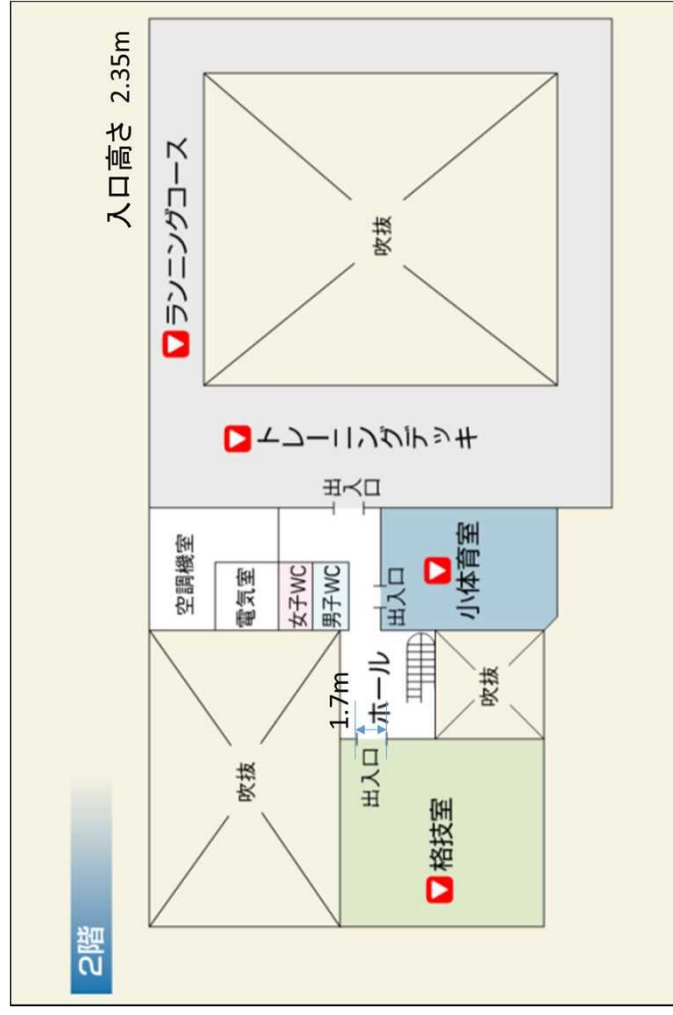 2階
入口高さ 2.35m
ランニングコース
トレーニングデッキ
吹抜
出入口
空調機室
電気室
女子WC
男子WC
出入口
小体育室
吹抜
1.7m
ホール
吹抜
出入口
格技室